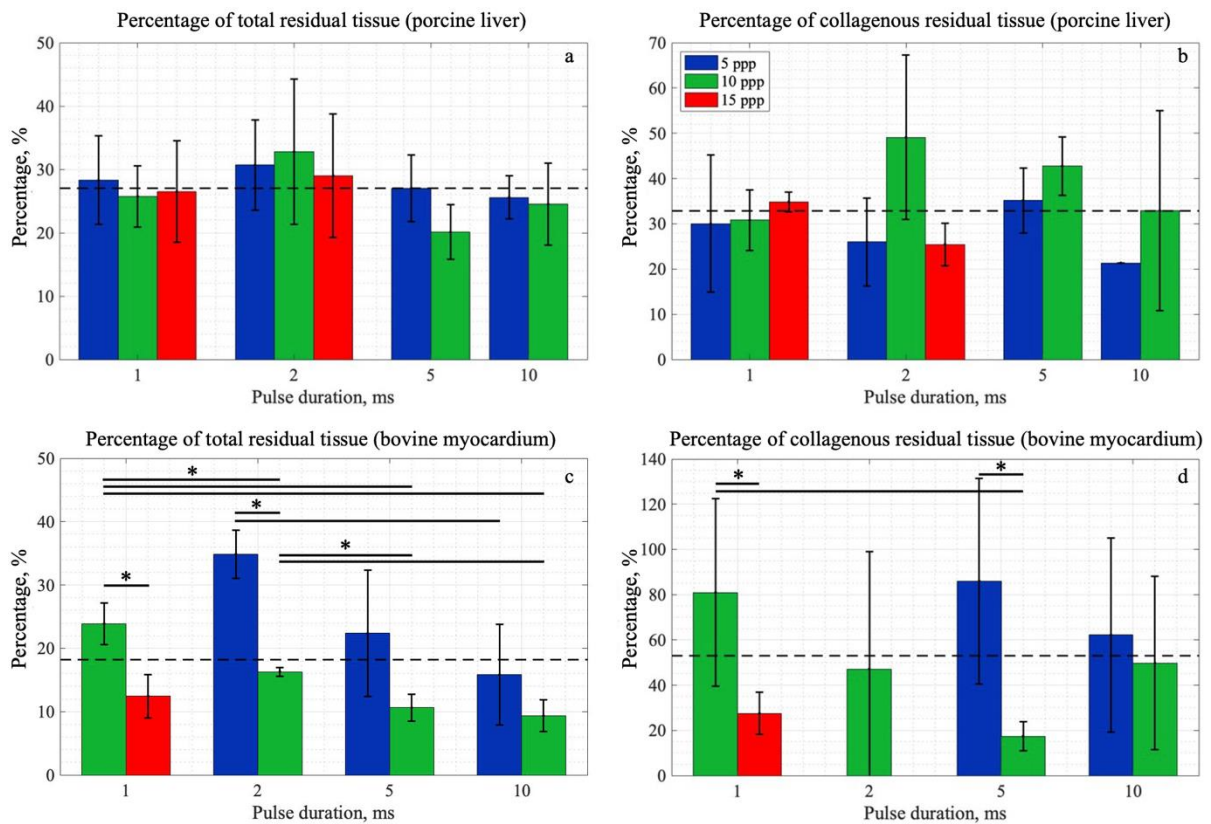 Percentage of total residual tissue (porcine liver)
50
40
30
20
10
0
Percentage, %
a
1 2 5 10
Pulse duration, ms
Percentage of collagenous residual tissue (porcine liver)
70
60
50
40
30
20
10
0
Percentage, %
b
5 ppp
10 ppp
15 ppp
1 2 5 10
Pulse duration, ms
Percentage of total residual tissue (bovine myocardium)
50
40
30
20
10
0
Percentage, %
c
*
*
*
*
1 2 5 10
Pulse duration, ms
Percentage of collagenous residual tissue (bovine myocardium)
140
120
100
80
60
40
20
0
Percentage, %
d
*
*
1 2 5 10
Pulse duration, ms